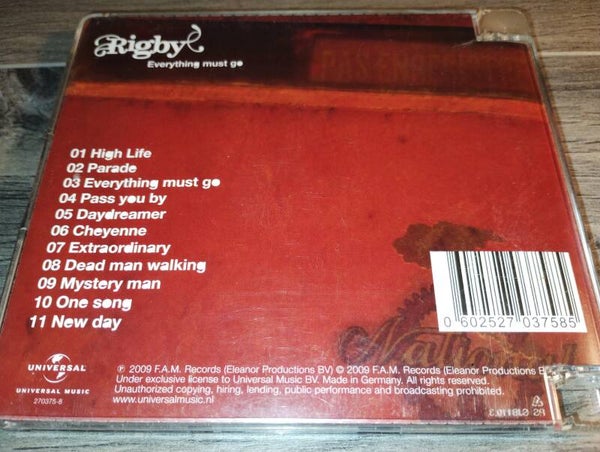 Rigby
Everything must go
01 High Life
02 Parade
03 Everything must go
04 Pass you by
05 Daydreamer
06 Cheyenne
07 Extraordinary
08 Dead man walking
09 Mystery man
10 One song
11 New day
0 602527 037585
UNIVERSAL
UNIVERSAL MUSIC
270375-8
℗ 2009 F.A.M. Records (Eleanor Productions BV) © 2009 F.A.M. Records (Eleanor Productions B
Under exclusive license to Universal Music BV. Made in Germany. All rights reserved.
Unauthorized copying, hiring, lending, public performance and broadcasting prohibited.
www.universalmusic.nl